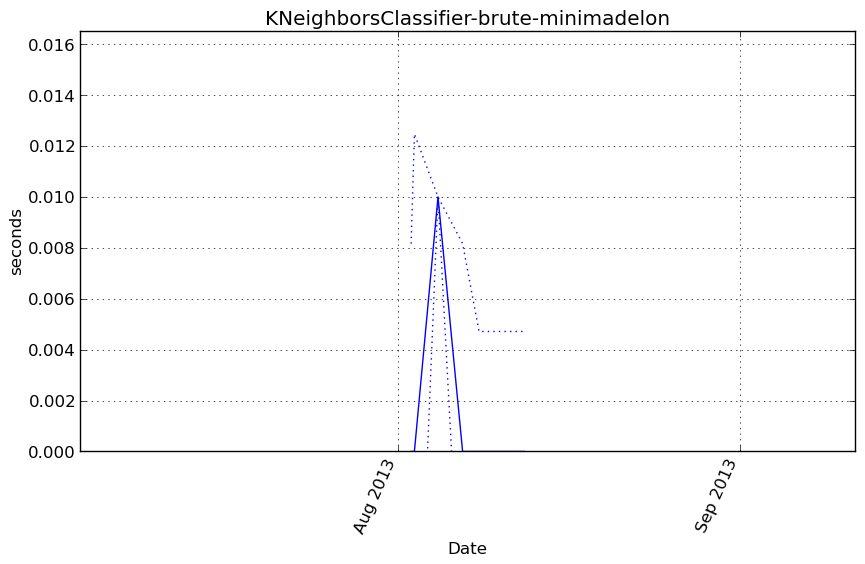 KNeighborsClassifier-brute-minimadelon
0.016
0.014
0.012
0.010
0.008
0.006
0.004
0.002
0.000
seconds
Aug 2013
Sep 2013
Date